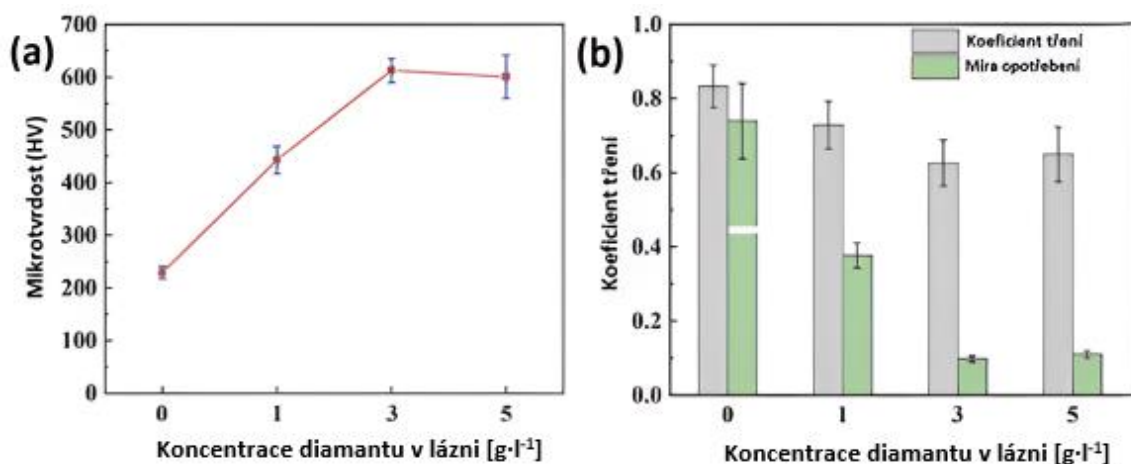 (a)
Mikrotvrdost (HV)
700
600
500
400
300
200
100
0
0 1 3 5
Koncentrace diamantu v lázni [g·l⁻¹]
(b)
Koeficient tření
1.0
0.8
0.6
0.4
0.2
0.0
Koeficient tření
Míra opotřebení
0 1 3 5
Koncentrace diamantu v lázni [g·l⁻¹]